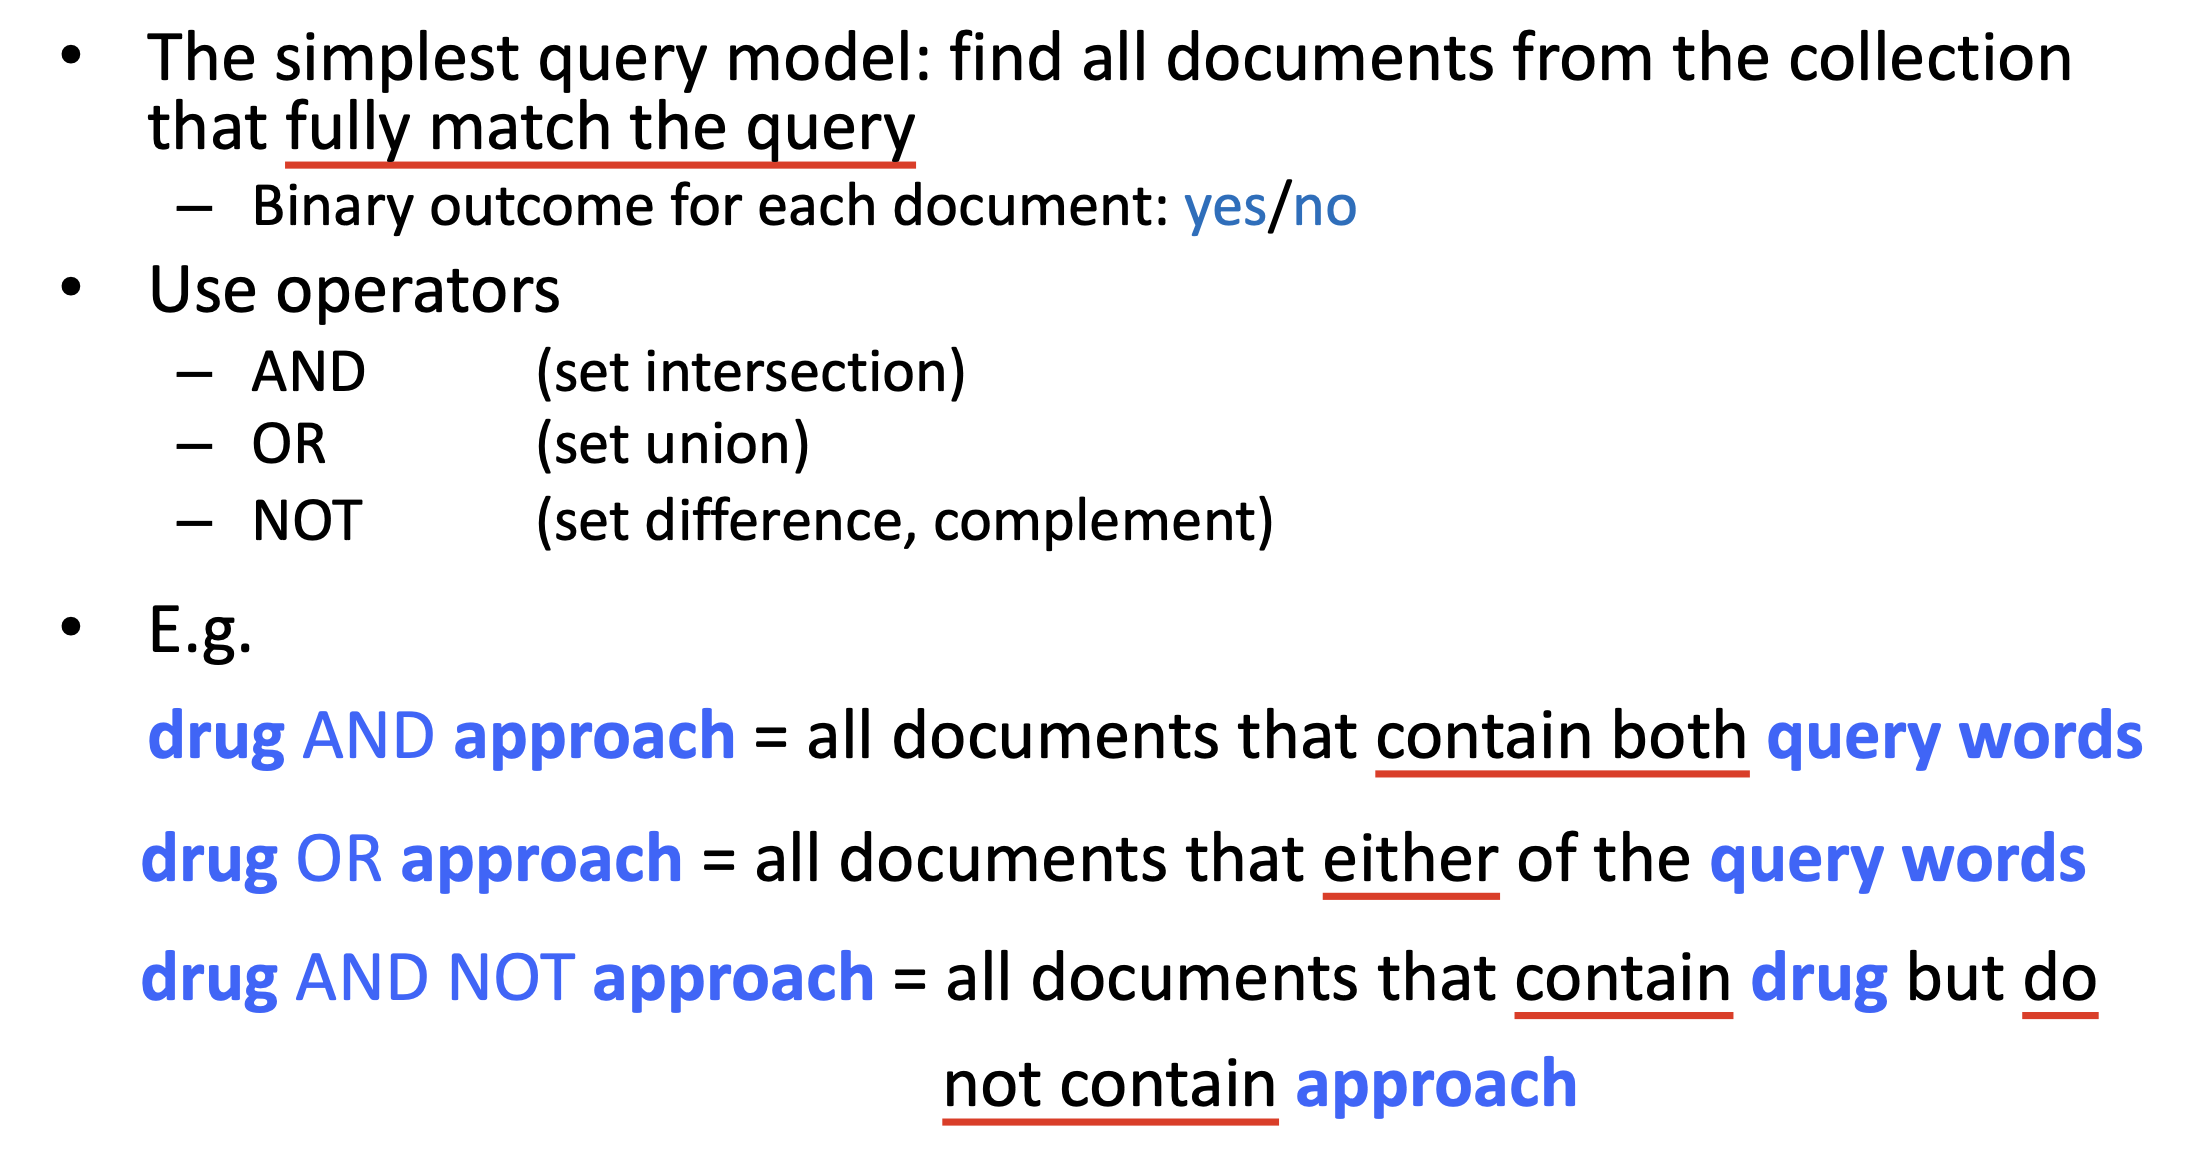 • The simplest query model: find all documents from the collection
that fully match the query
– Binary outcome for each document: yes/no
• Use operators
– AND (set intersection)
– OR (set union)
– NOT (set difference, complement)
• E.g.
drug AND approach = all documents that contain both query words
drug OR approach = all documents that either of the query words
drug AND NOT approach = all documents that contain drug but do
not contain approach